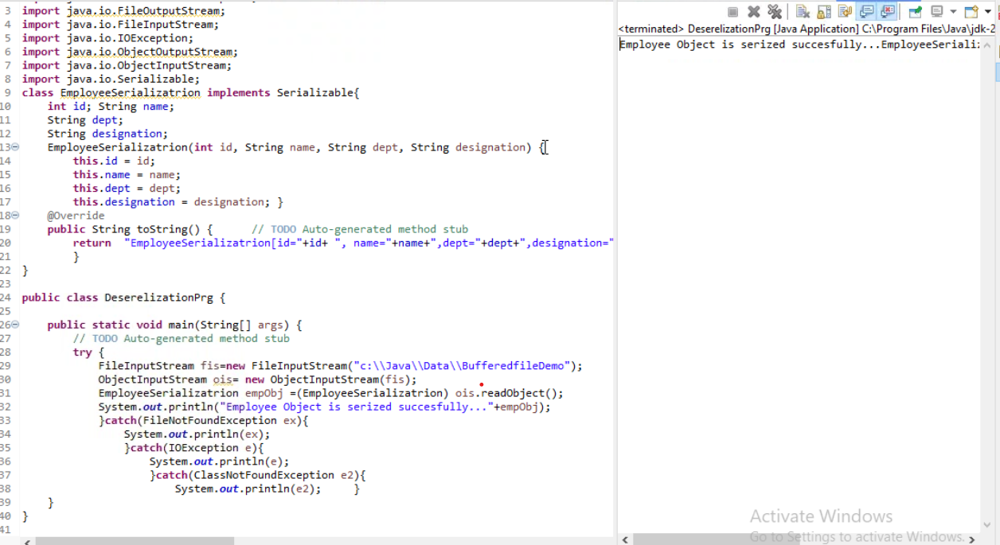 3 import java.io.FileOutputStream;
4 import java.io.FileInputStream;
5 import java.io.IOException;
6 import java.io.ObjectOutputStream;
7 import java.io.ObjectInputStream;
8 import java.io.Serializable;
9 class EmployeeSerializatrion implements Serializable{
10 int id; String name;
11 String dept;
12 String designation;
13 EmployeeSerializatrion(int id, String name, String dept, String designation) {
14 this.id = id;
15 this.name = name;
16 this.dept = dept;
17 this.designation = designation; }
18 @Override
19 public String toString() { // TODO Auto-generated method stub
20 return "EmployeeSerializatrion[id="+id+ ", name="+name+",dept="+dept+",designation="
21 }
22 }
23
24 public class DeserelizationPrg {
25
26 public static void main(String[] args) {
27 // TODO Auto-generated method stub
28 try {
29 FileInputStream fis=new FileInputStream("c:\\Java\\Data\\BufferedfileDemo");
30 ObjectInputStream ois= new ObjectInputStream(fis);
31 EmployeeSerializatrion empObj =(EmployeeSerializatrion) ois.readObject();
32 System.out.println("Employee Object is serized succesfully..."+empObj);
33 }catch(FileNotFoundException ex){
34 System.out.println(ex);
35 }catch(IOException e){
36 System.out.println(e);
37 }catch(ClassNotFoundException e2){
38 System.out.println(e2); }
39 }
40 }
41
<terminated> DeserelizationPrg [Java Application] C:\Program Files\Java\jdk-2
Employee Object is serized succesfully...EmployeeSeriali
Activate Windows
Go to Settings to activate Windows.